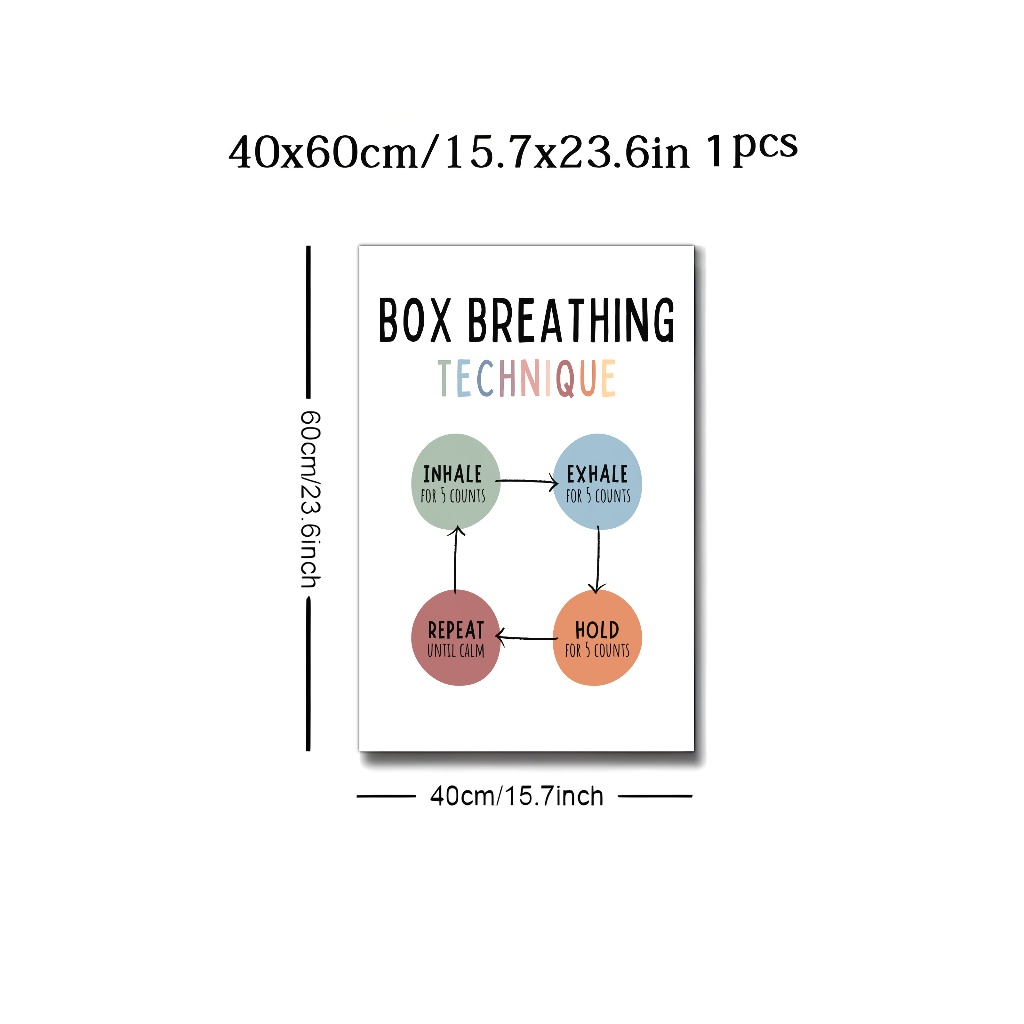 40x60cm/15.7x23.6in 1pcs
BOX BREATHING
TECHNIQUE
INHALE
FOR 5 COUNTS
EXHALE
FOR 5 COUNTS
REPEAT
UNTIL CALM
HOLD
FOR 5 COUNTS
60cm/23.6inch
40cm/15.7inch